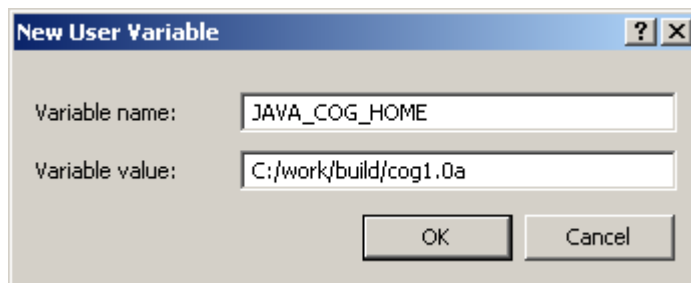 New User Variable
Variable name: JAVA_COG_HOME
Variable value: C:/work/build/cog1.0a
OK Cancel